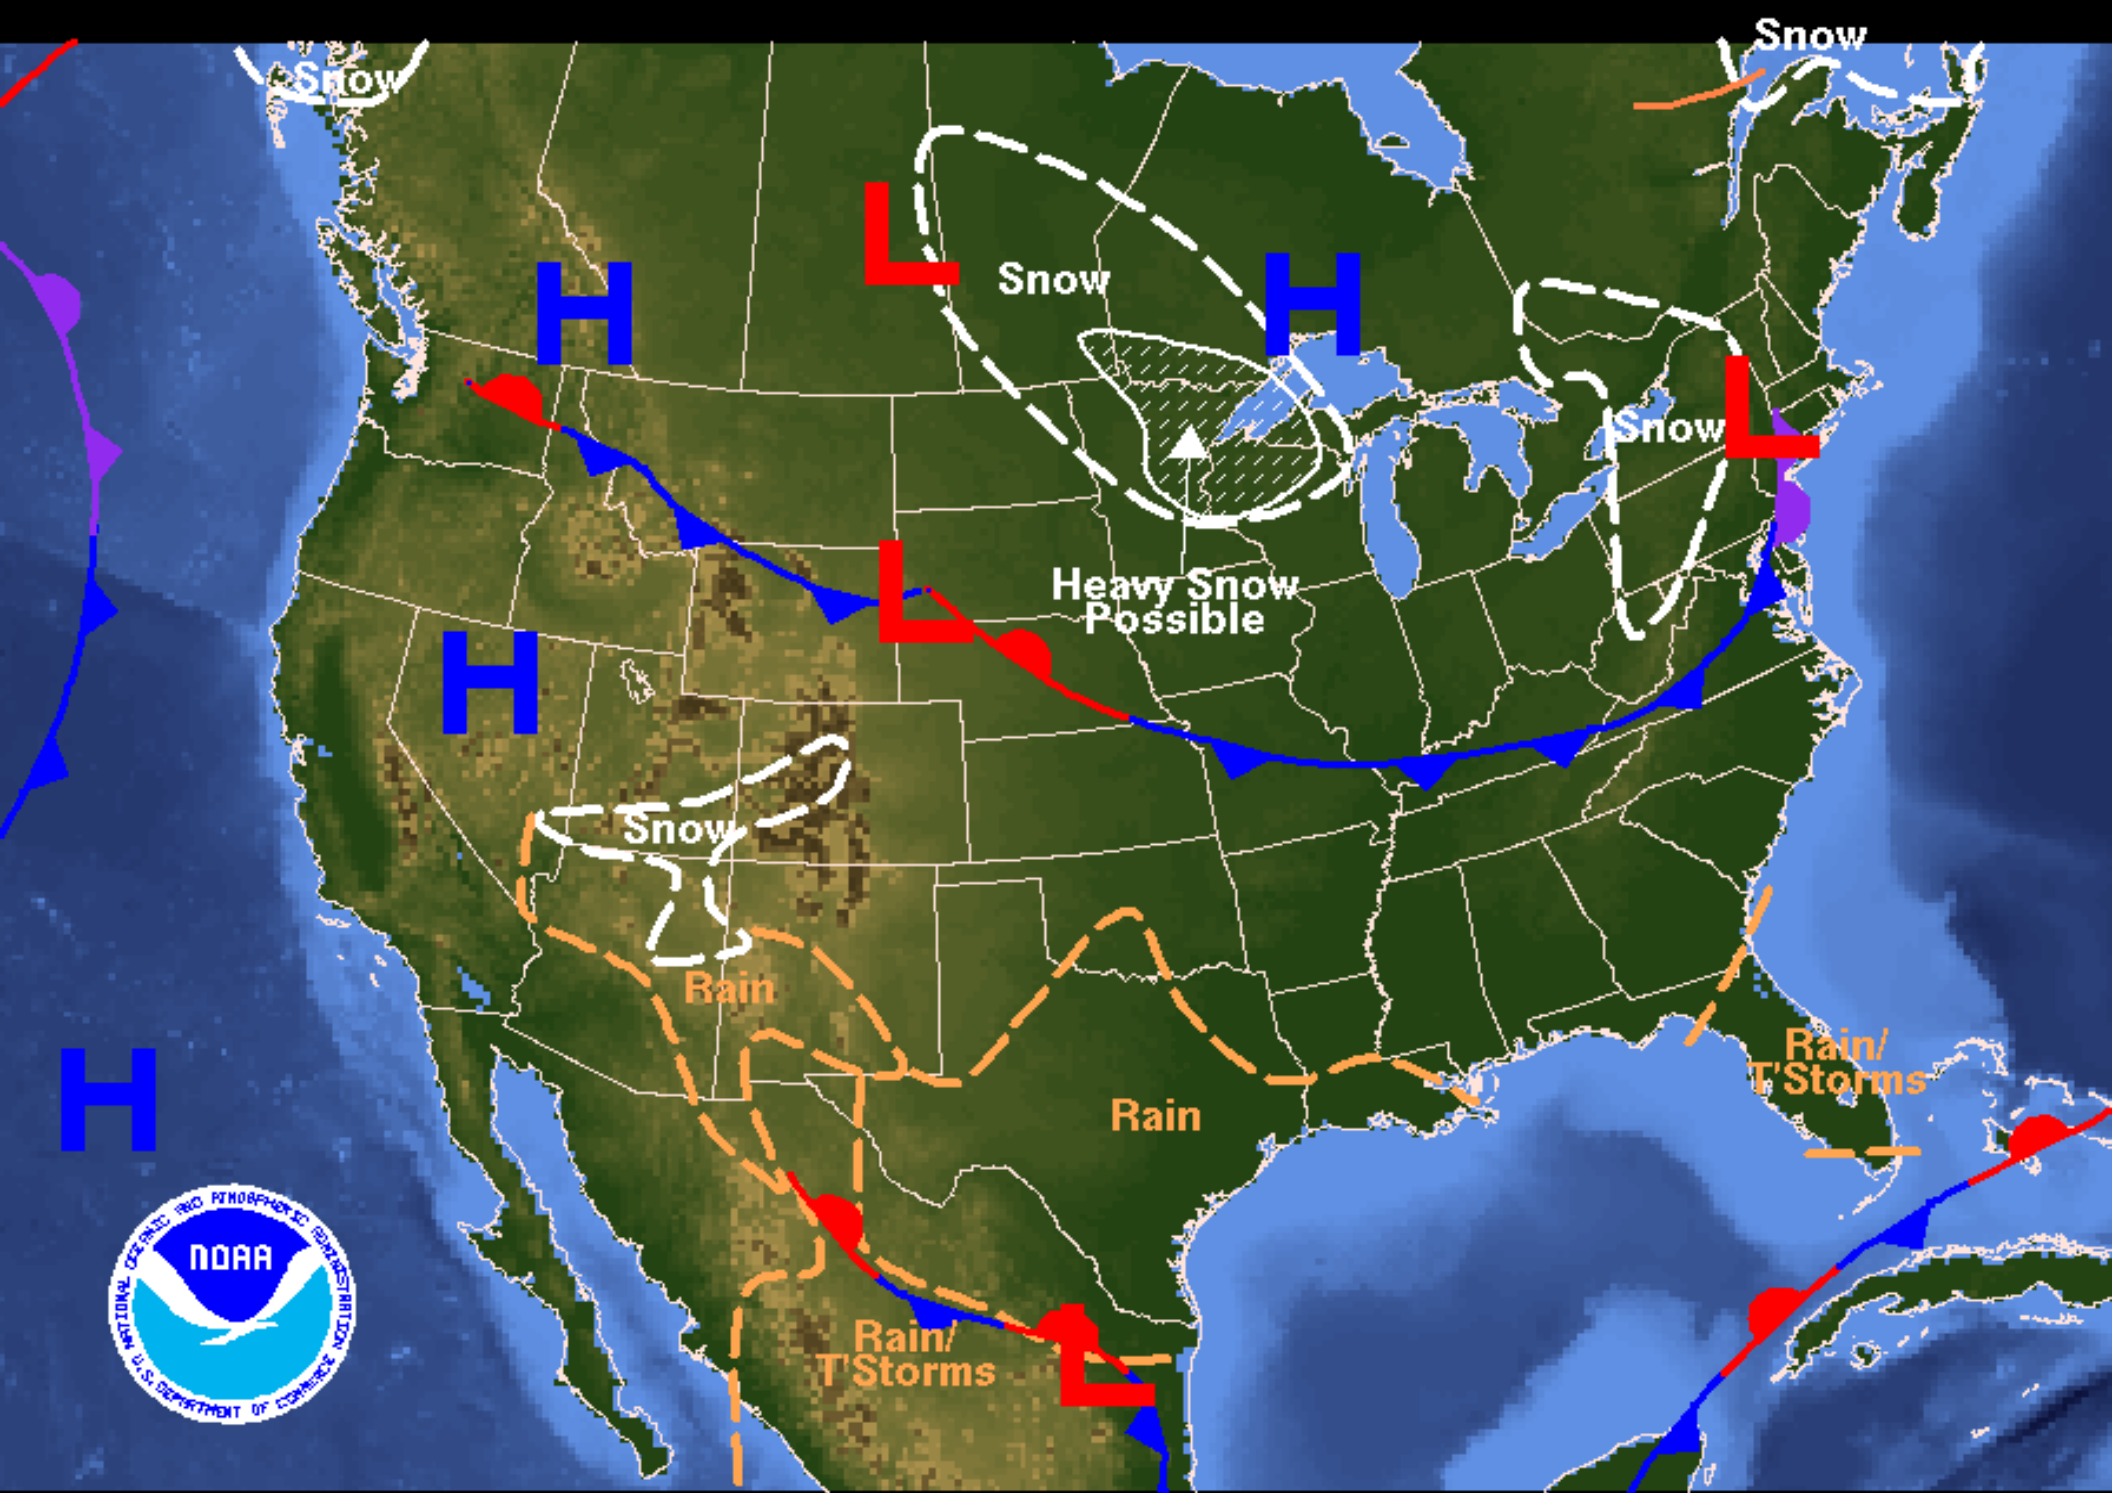 Snow
Snow
L
Snow
H
H
L
Snow
Heavy Snow
Possible
L
H
Snow
Rain
Rain/
T'Storms
Rain
H
NATIONAL OCEANIC AND ATMOSPHERIC ADMINISTRATION
NOAA
U.S. DEPARTMENT OF COMMERCE
Rain/
T'Storms
L